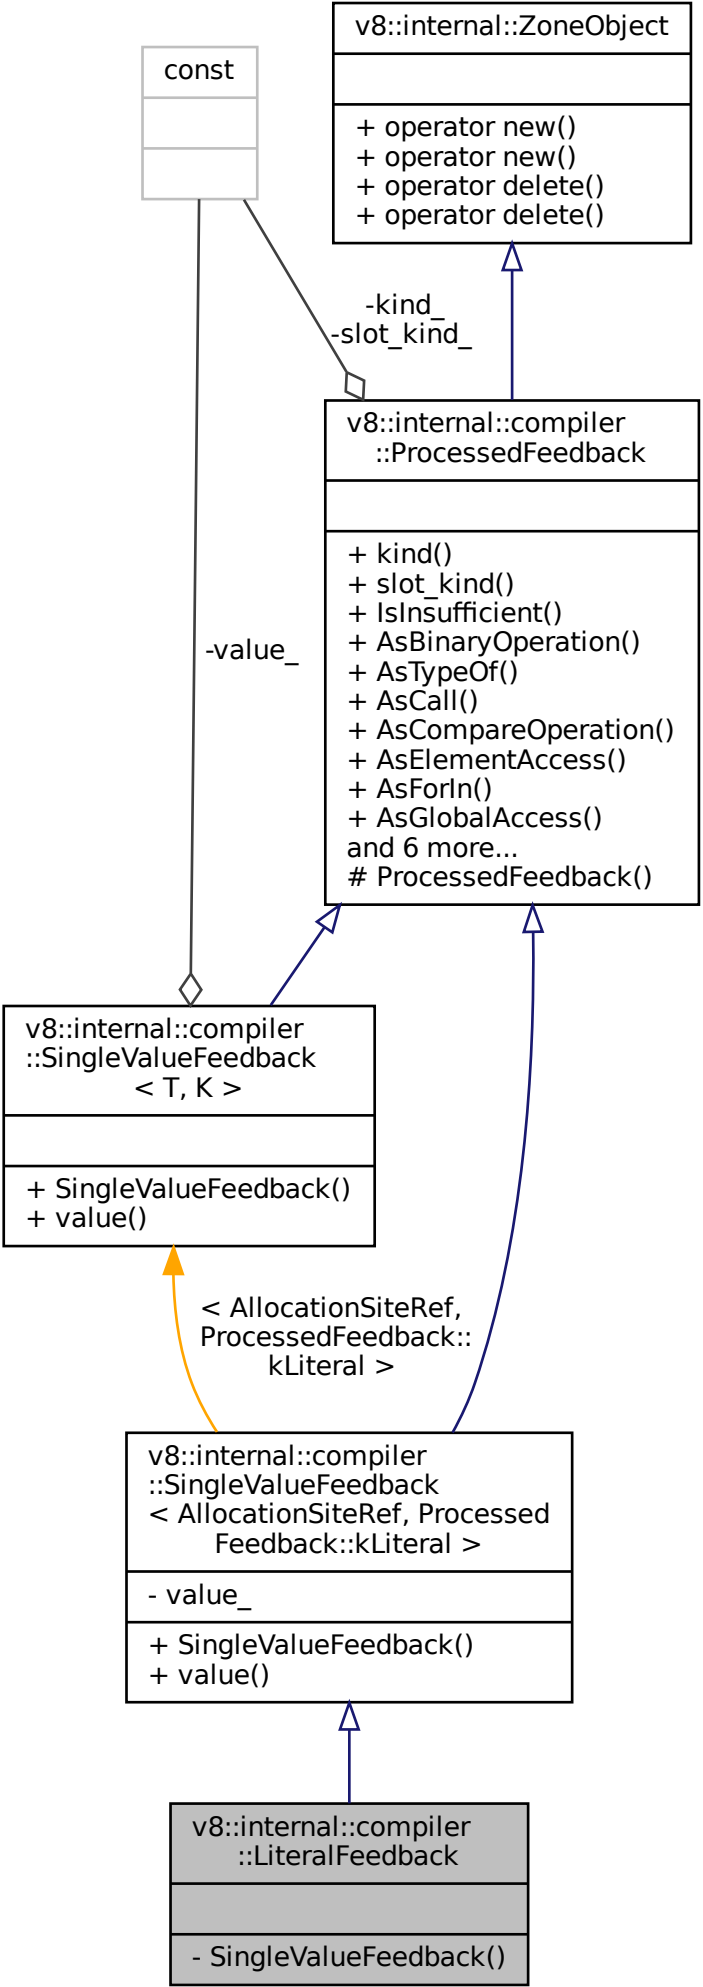 v8::internal::ZoneObject
+ operator new()
+ operator new()
+ operator delete()
+ operator delete()
const
-kind_
-slot_kind_
v8::internal::compiler
::ProcessedFeedback
+ kind()
+ slot_kind()
+ IsInsufficient()
+ AsBinaryOperation()
+ AsTypeOf()
+ AsCall()
+ AsCompareOperation()
+ AsElementAccess()
+ AsForIn()
+ AsGlobalAccess()
and 6 more...
# ProcessedFeedback()
-value_
v8::internal::compiler
::SingleValueFeedback
< T, K >
+ SingleValueFeedback()
+ value()
< AllocationSiteRef,
ProcessedFeedback::
kLiteral >
v8::internal::compiler
::SingleValueFeedback
< AllocationSiteRef, Processed
Feedback::kLiteral >
- value_
+ SingleValueFeedback()
+ value()
v8::internal::compiler
::LiteralFeedback
- SingleValueFeedback()